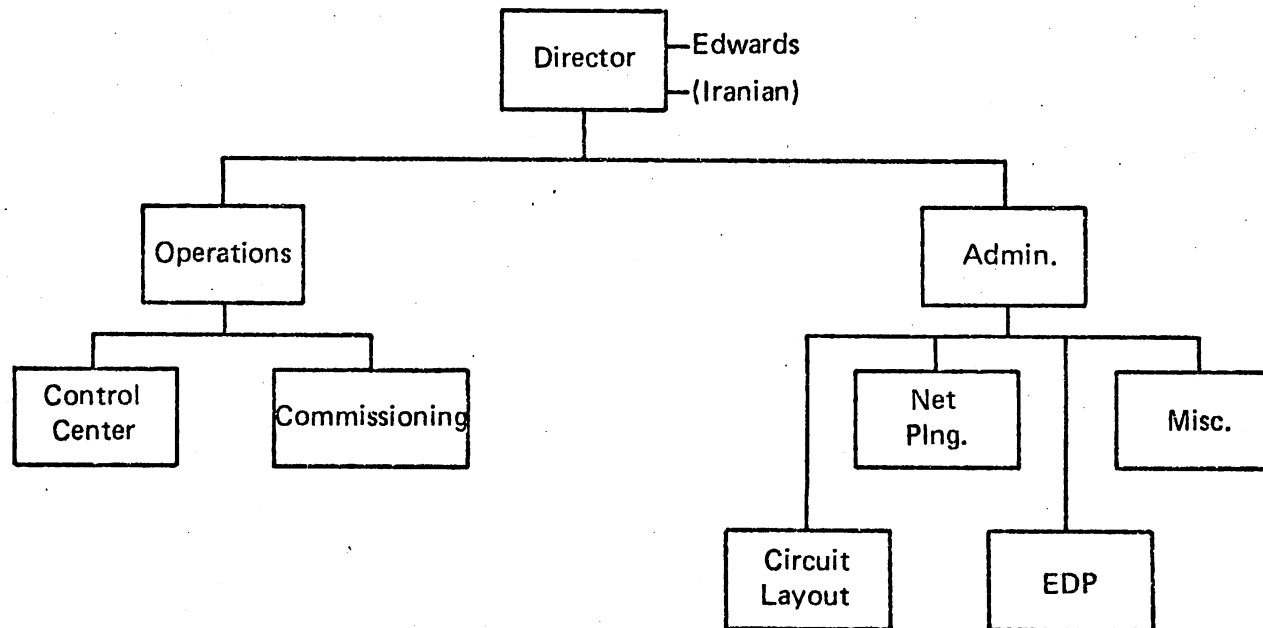 Director
Edwards
(Iranian)
Operations
Admin.
Control
Center
Commissioning
Net
Plng.
Misc.
Circuit
Layout
EDP